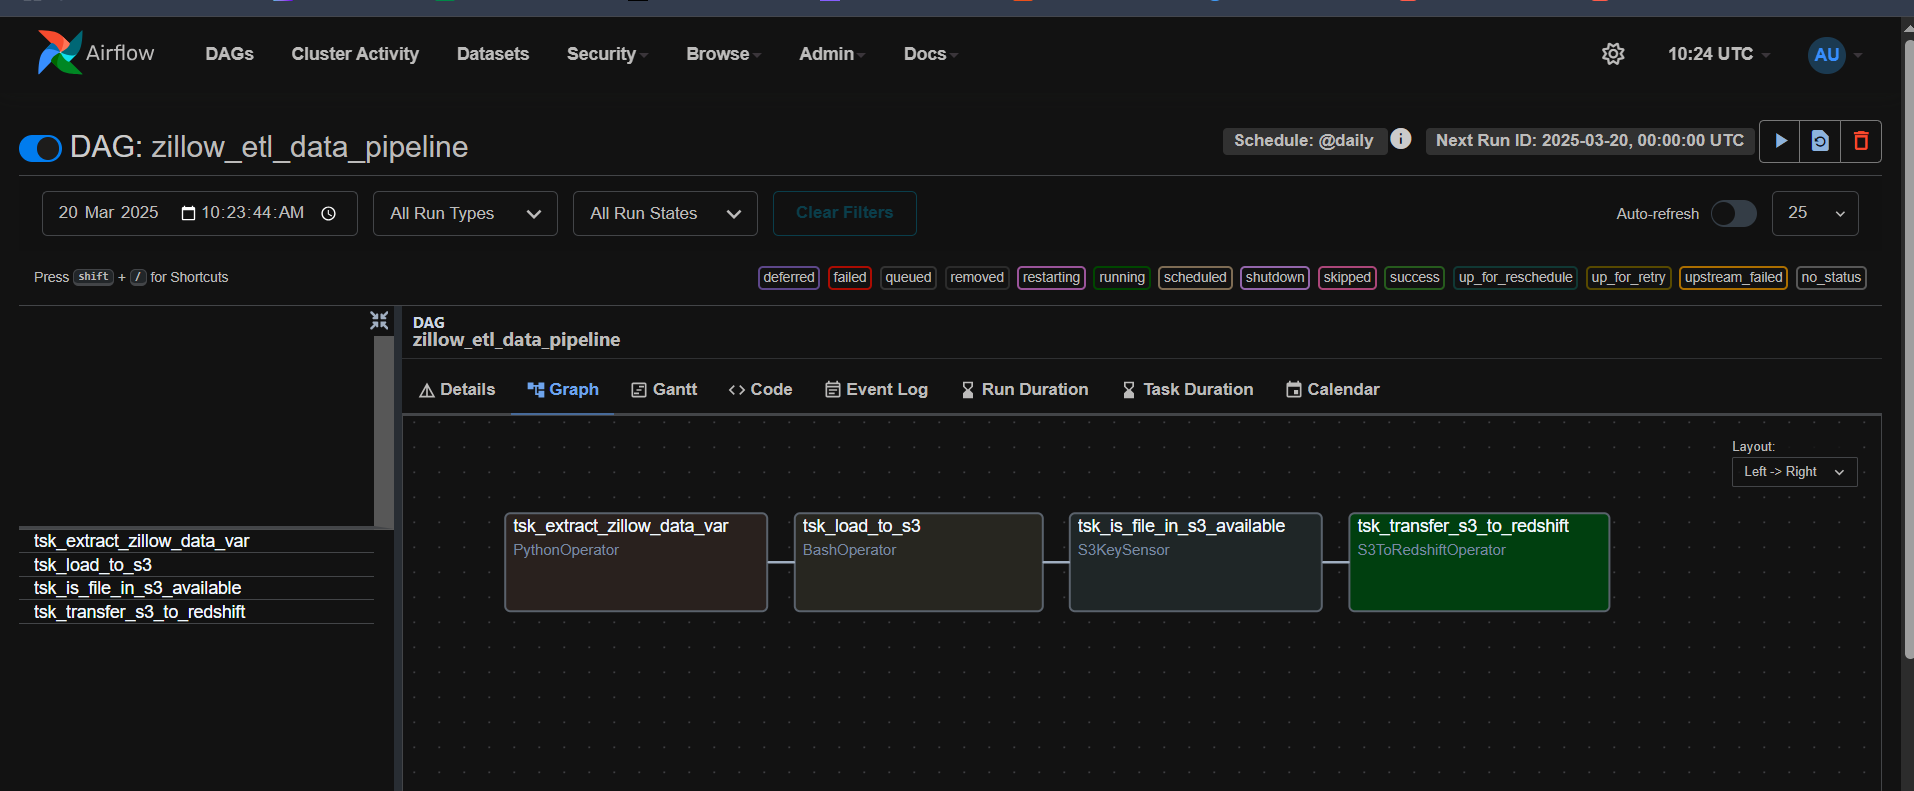 Airflow DAGs Cluster Activity Datasets Security Browse Admin Docs 10:24 UTC AU
DAG: zillow_etl_data_pipeline Schedule: @daily i Next Run ID: 2025-03-20, 00:00:00 UTC
20 Mar 2025 10:23:44:AM All Run Types All Run States Clear Filters Auto-refresh 25
Press shift + / for Shortcuts deferred failed queued removed restarting running scheduled shutdown skipped success up_for_reschedule up_for_retry upstream_failed no_status
tsk_extract_zillow_data_var
tsk_load_to_s3
tsk_is_file_in_s3_available
tsk_transfer_s3_to_redshift
DAG
zillow_etl_data_pipeline
Details Graph Gantt <> Code Event Log Run Duration Task Duration Calendar
Layout:
Left -> Right
tsk_extract_zillow_data_var
PythonOperator
tsk_load_to_s3
BashOperator
tsk_is_file_in_s3_available
S3KeySensor
tsk_transfer_s3_to_redshift
S3ToRedshiftOperator